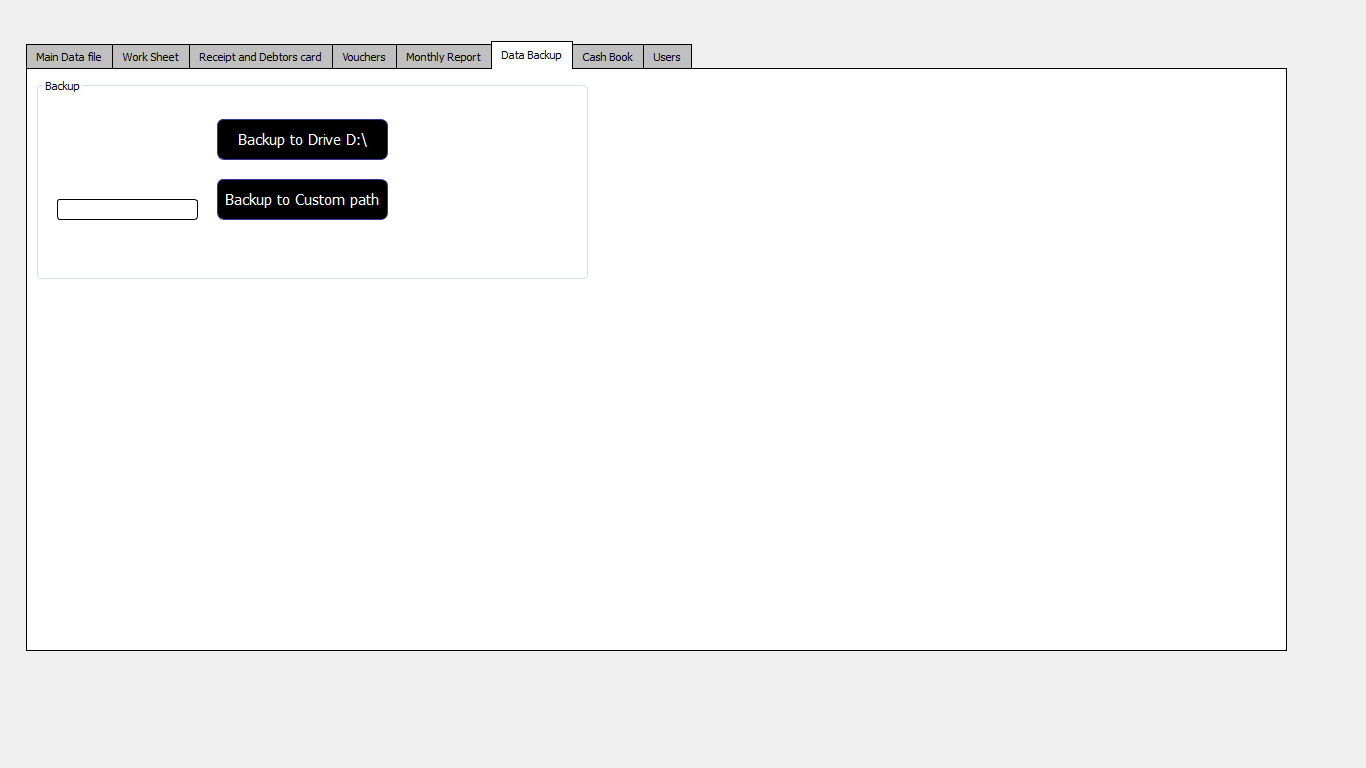 Main Data file Work Sheet Receipt and Debtors card Vouchers Monthly Report Data Backup Cash Book Users
Backup
Backup to Drive D:\
Backup to Custom path